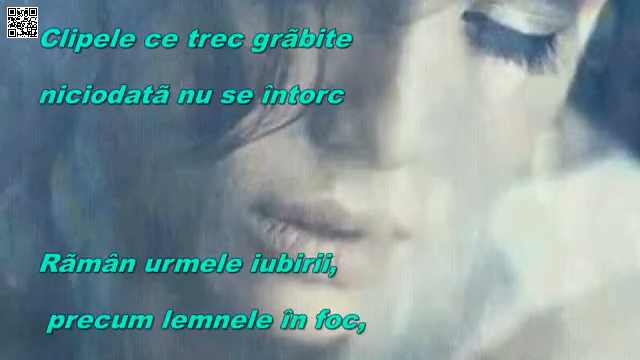 Clipele ce trec grãbite
niciodatã nu se întorc
Rãmân urmele iubirii,
precum lemnele în foc,